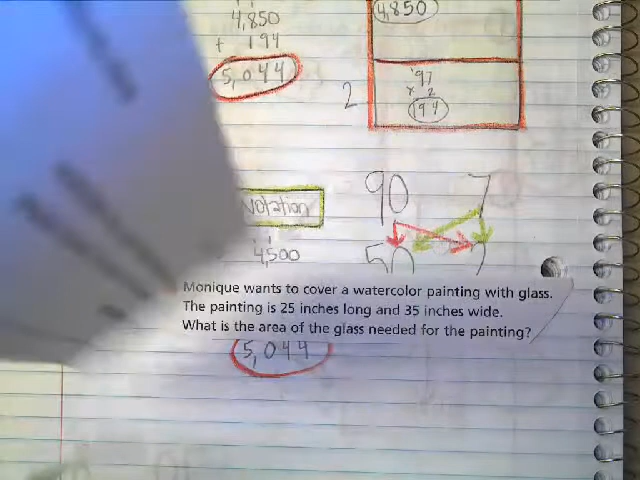 4,850
+ 194
5,044
4,850
2
97
x 2
194
Notation
90 7
4,500
50
Monique wants to cover a watercolor painting with glass.
The painting is 25 inches long and 35 inches wide.
What is the area of the glass needed for the painting?
5,044